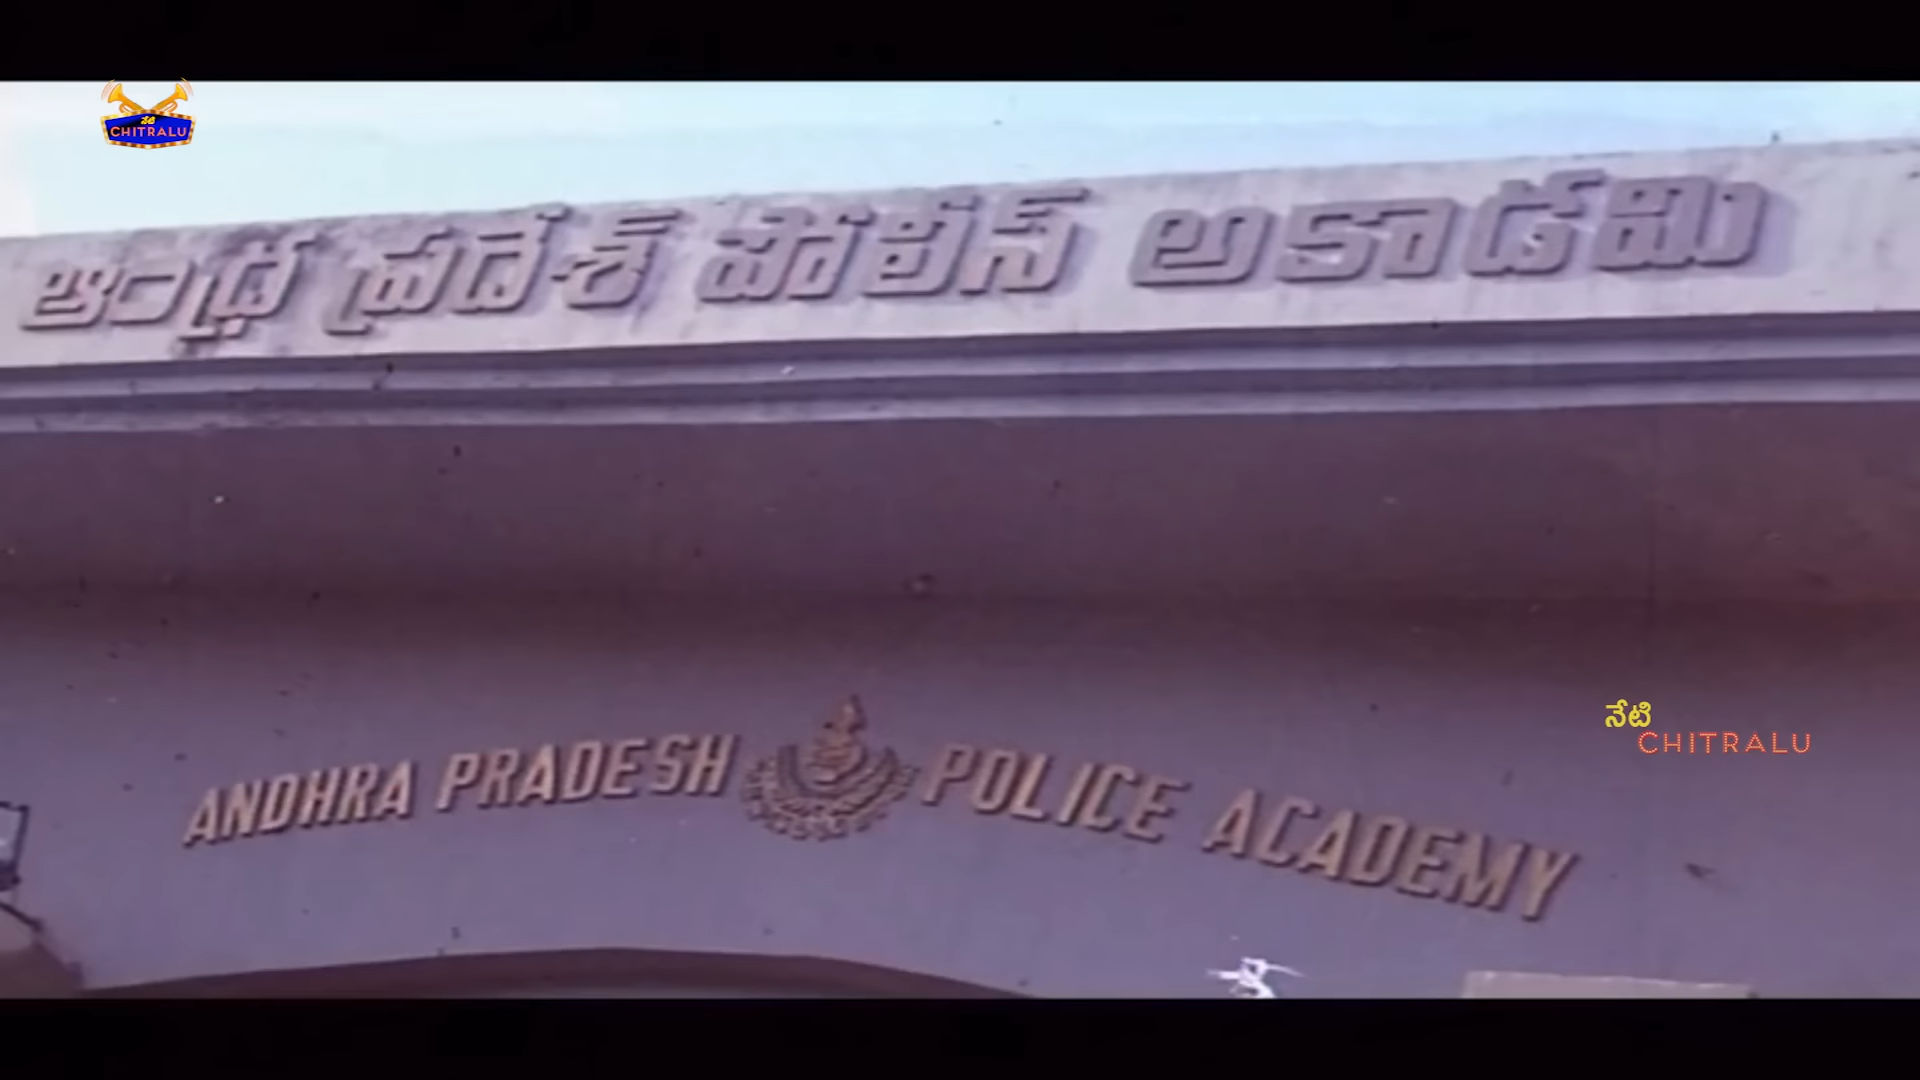 నేటి
CHITRALU
ఆంధ్ర ప్రదేశ్ పోలీస్ అకాడమి
ANDHRA PRADESH POLICE ACADEMY
నేటి
CHITRALU